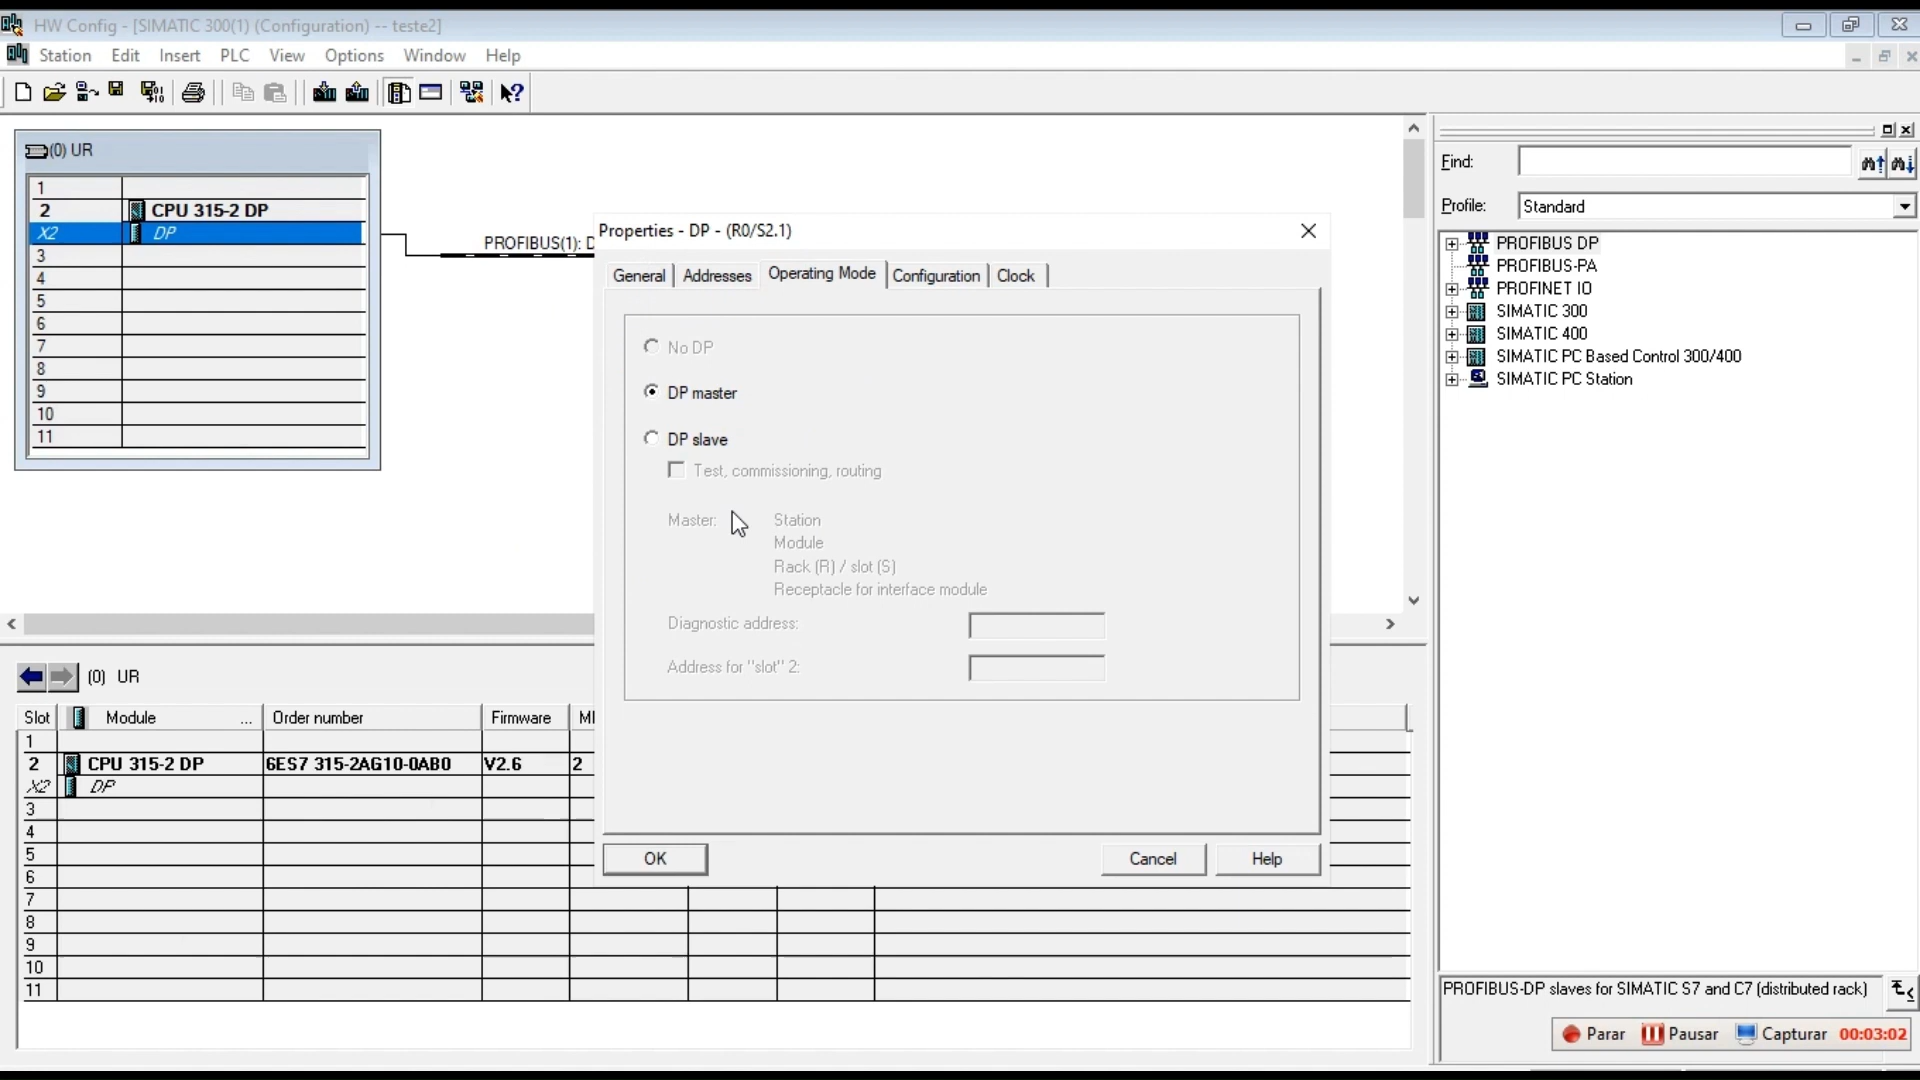 HW Config - [SIMATIC 300(1) (Configuration) -- teste2]
Station Edit Insert PLC View Options Window Help
(0) UR
1
2 CPU 315-2 DP
X2 DP
3
4
5
6
7
8
9
10
11
PROFIBUS(1): D
Properties - DP - (R0/S2.1)
General Addresses Operating Mode Configuration Clock
No DP
DP master
DP slave
Test, commissioning, routing
Master: Station
Module
Rack (R) / slot (S)
Receptacle for interface module
Diagnostic address:
Address for "slot" 2:
OK Cancel Help
Find:
Profile: Standard
PROFIBUS DP
PROFIBUS-PA
PROFINET IO
SIMATIC 300
SIMATIC 400
SIMATIC PC Based Control 300/400
SIMATIC PC Station
(0) UR
Slot Module ... Order number Firmware
1
2 CPU 315-2 DP 6ES7 315-2AG10-0AB0 V2.6 2
X2 DP
3
4
5
6
7
8
9
10
11
PROFIBUS-DP slaves for SIMATIC S7 and C7 (distributed rack)
Parar Pausar Capturar 00:03:02